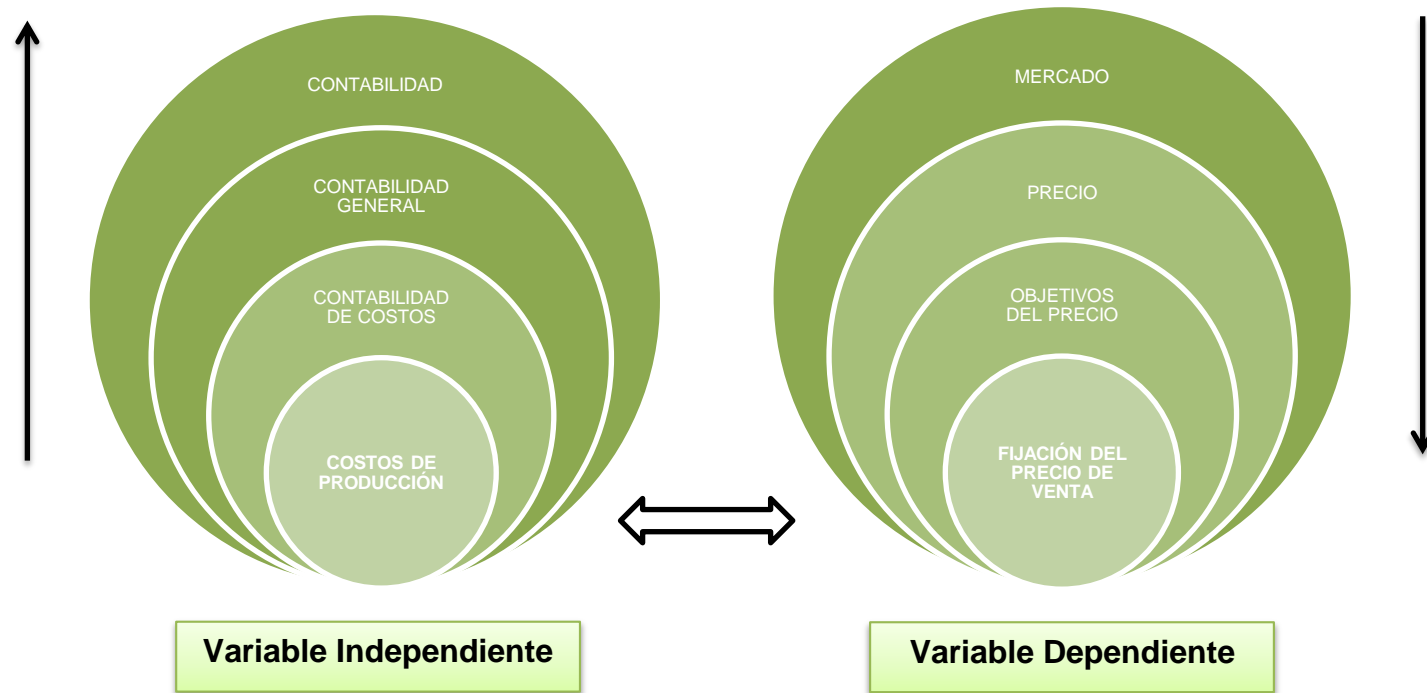 CONTABILIDAD
CONTABILIDAD
GENERAL
CONTABILIDAD
DE COSTOS
COSTOS DE
PRODUCCIÓN
Variable Independiente
MERCADO
PRECIO
OBJETIVOS
DEL PRECIO
FIJACIÓN DEL
PRECIO DE
VENTA
Variable Dependiente